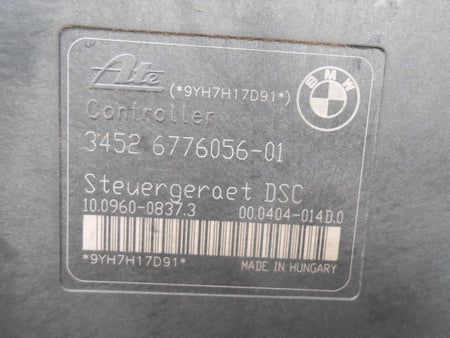 Ate (*9YH7H17D91*) BMW
Controller
3452 6776056-01
Steuergeraet DSC
10.0960-0837.3 00.0404-014D.0
*9YH7H17D91* MADE IN HUNGARY